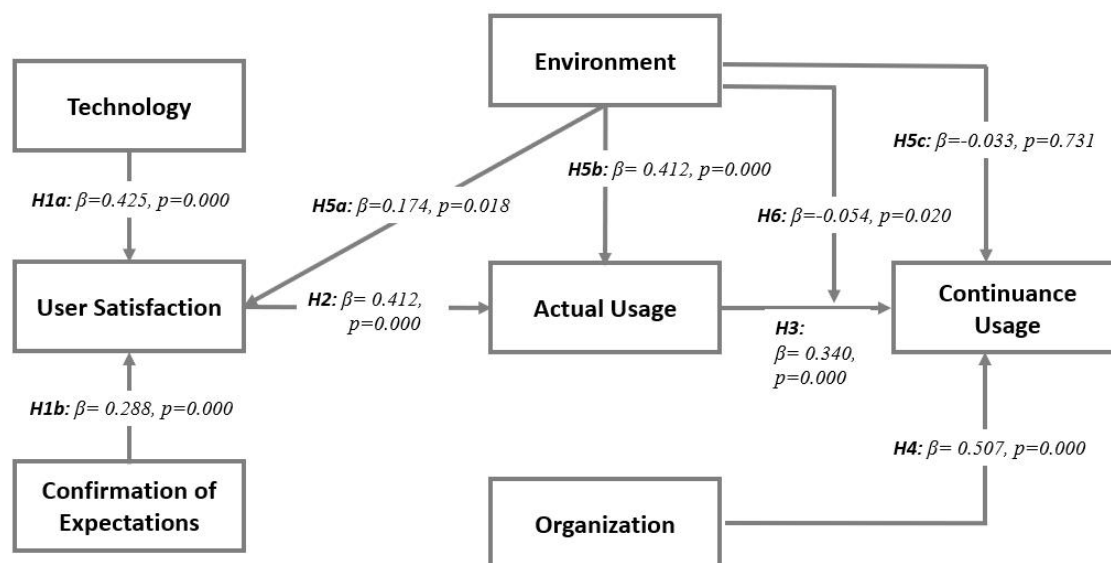 Environment
Technology
H5c: β=-0.033, p=0.731
H5b: β= 0.412, p=0.000
H1a: β=0.425, p=0.000
H5a: β=0.174, p=0.018
H6: β=-0.054, p=0.020
User Satisfaction
H2: β= 0.412,
p=0.000
Actual Usage
Continuance
Usage
H3:
β= 0.340,
p=0.000
H1b: β= 0.288, p=0.000
H4: β= 0.507, p=0.000
Confirmation of
Expectations
Organization